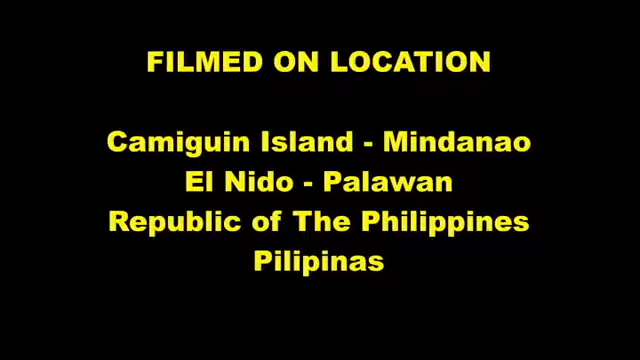 FILMED ON LOCATION
Camiguin Island - Mindanao
El Nido - Palawan
Republic of The Philippines
Pilipinas